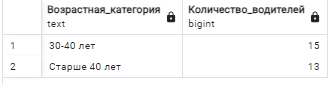 Возрастная_категория Количество_водителей
text bigint
1 30-40 лет 15
2 Старше 40 лет 13